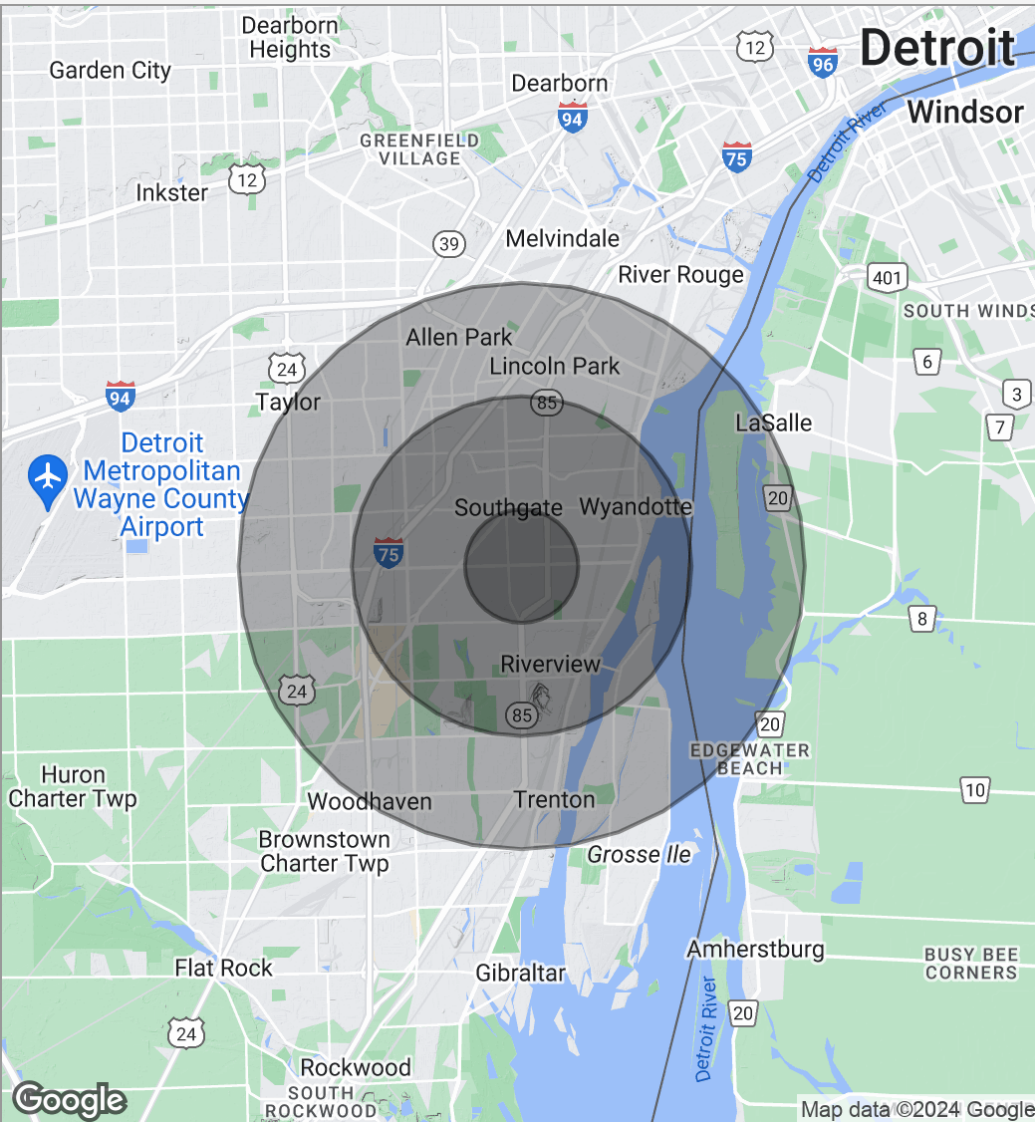 Dearborn
Heights
12
96
Detroit
Garden City
Dearborn
94
Windsor
Detroit River
GREENFIELD
VILLAGE
75
Inkster
12
39
Melvindale
River Rouge
401
SOUTH WINDS
Allen Park
Lincoln Park
24
6
94
Taylor
85
3
LaSalle
7
Detroit
Metropolitan
Wayne County
Airport
20
Southgate
Wyandotte
75
8
Riverview
24
85
20
EDGEWATER
BEACH
Huron
Charter Twp
10
Woodhaven
Trenton
Brownstown
Charter Twp
Grosse Ile
Amherstburg
BUSY BEE
CORNERS
Flat Rock
Gibraltar
Detroit River
20
24
Rockwood
SOUTH
ROCKWOOD
Google
Map data ©2024 Google